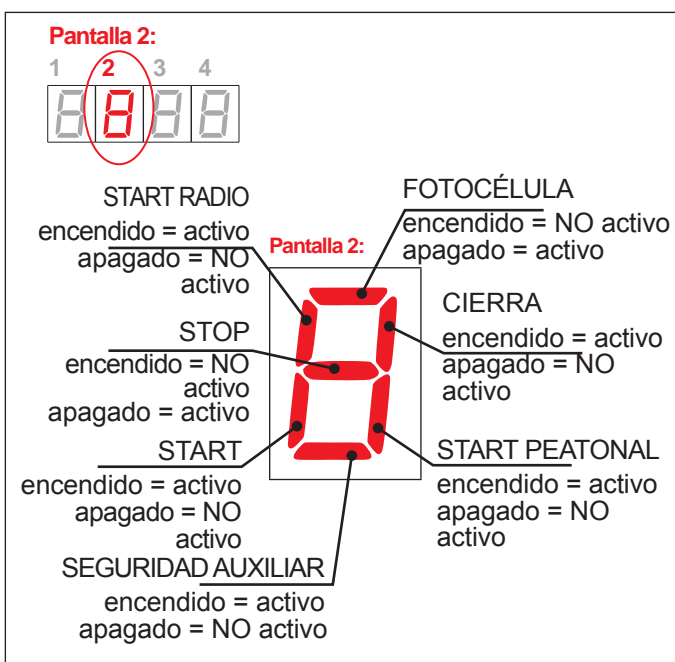 Pantalla 2:
1 2 3 4
START RADIO
encendido = activo
apagado = NO
activo
FOTOCÉLULA
encendido = NO activo
apagado = activo
Pantalla 2:
STOP
encendido = NO
activo
apagado = activo
CIERRA
encendido = activo
apagado = NO
activo
START
encendido = activo
apagado = NO
activo
START PEATONAL
encendido = activo
apagado = NO
activo
SEGURIDAD AUXILIAR
encendido = activo
apagado = NO activo